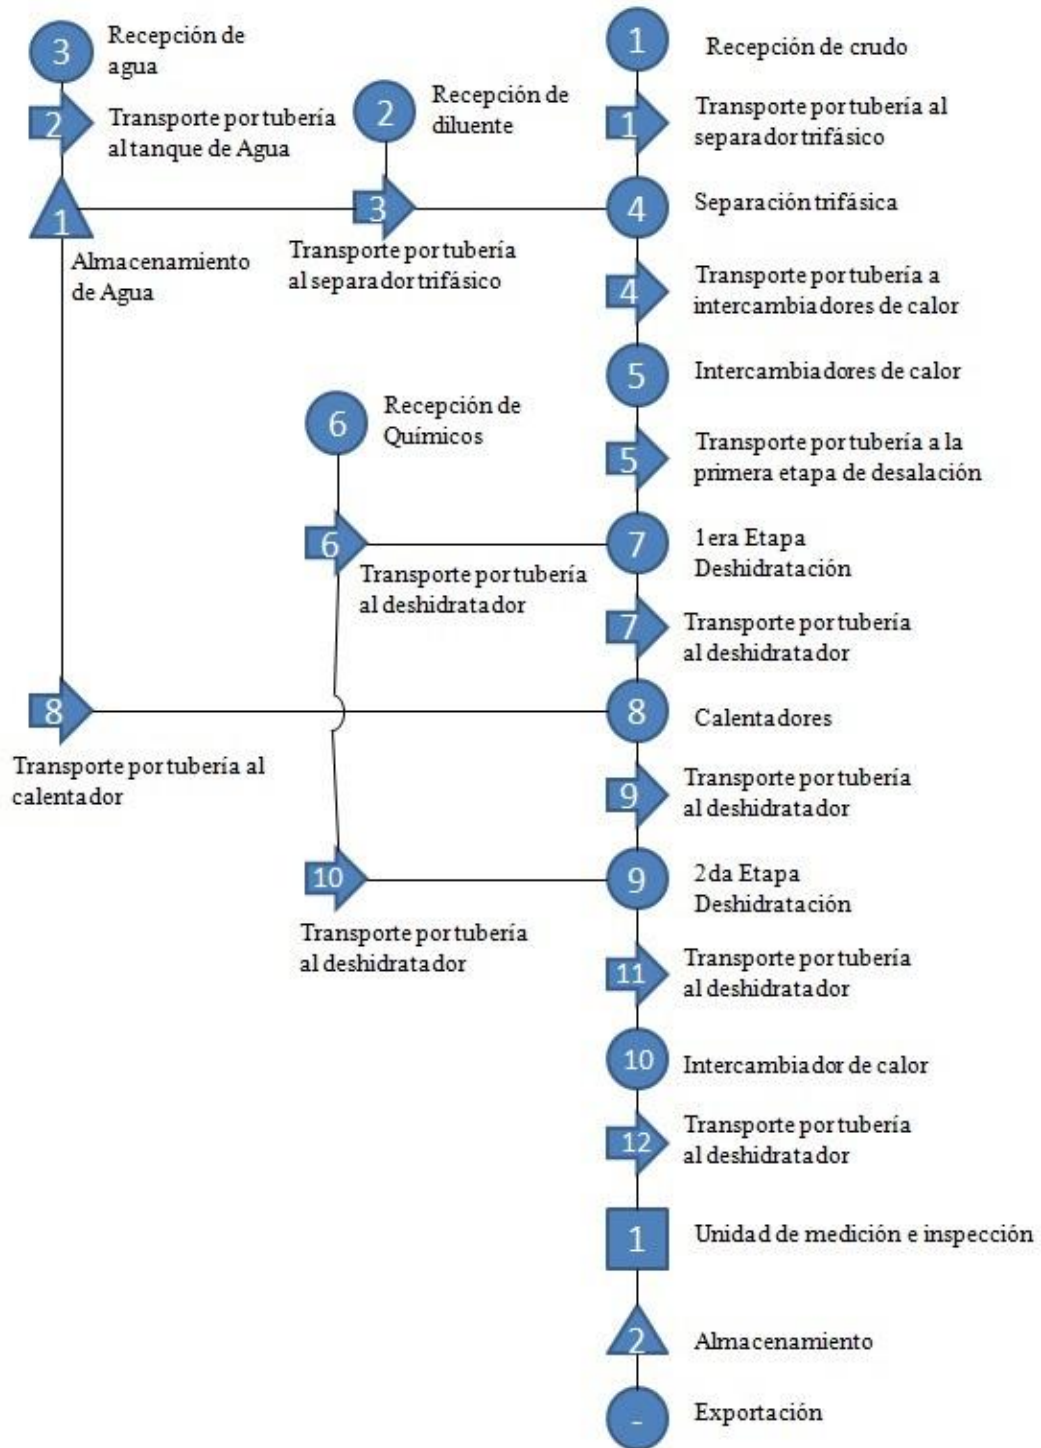 3
Recepción de
agua
2
Transporte por tubería
al tanque de Agua
1
Almacenamiento
de Agua
2
Recepción de
diluente
3
Transporte por tubería
al separador trifásico
1
Recepción de crudo
1
Transporte por tubería al
separador trifásico
4
Separación trifásica
4
Transporte por tubería a
intercambiadores de calor
5
Intercambiadores de calor
5
Transporte por tubería a la
primera etapa de desalación
6
Recepción de
Químicos
6
Transporte por tubería
al deshidratador
7
1era Etapa
Deshidratación
7
Transporte por tubería
al deshidratador
8
Transporte por tubería al
calentador
8
Calentadores
9
Transporte por tubería
al deshidratador
10
Transporte por tubería
al deshidratador
9
2da Etapa
Deshidratación
11
Transporte por tubería
al deshidratador
10
Intercambiador de calor
12
Transporte por tubería
al deshidratador
1
Unidad de medición e inspección
2
Almacenamiento
-
Exportación